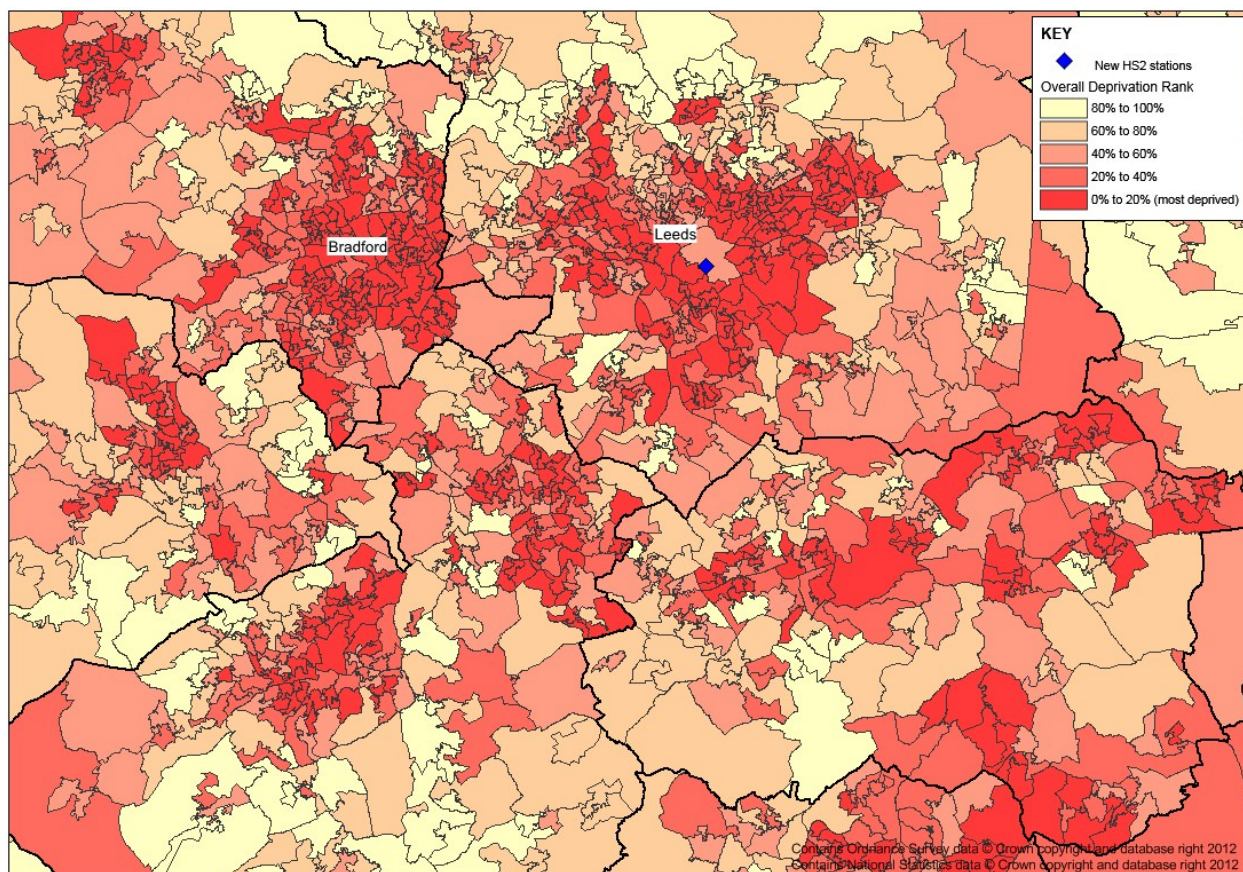 KEY
New HS2 stations
Overall Deprivation Rank
80% to 100%
60% to 80%
40% to 60%
20% to 40%
0% to 20% (most deprived)
Leeds
Bradford
Contains Ordnance Survey data © Crown copyright and database right 2012
Contains National Statistics data © Crown copyright and database right 2012